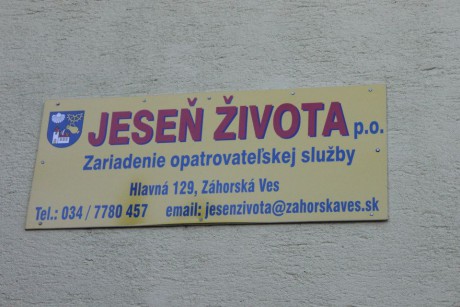 JESEŇ ŽIVOTA p.o.
Zariadenie opatrovateľskej služby
Hlavná 129, Záhorská Ves
Tel.: 034 / 7780 457 email: jesenzivota@zahorskaves.sk